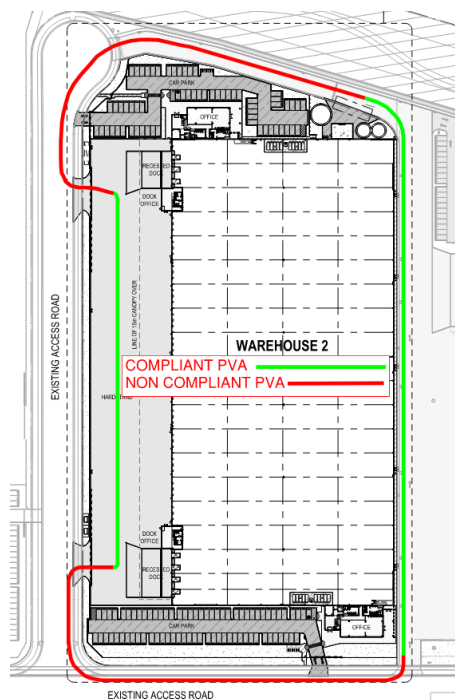 CAR PARK
OFFICE
RECESSED
DOCK
DOCK
OFFICE
LINE OF 15m CANOPY OVER
EXISTING ACCESS ROAD
WAREHOUSE 2
COMPLIANT PVA
NON COMPLIANT PVA
DOCK
OFFICE
RECESSED
DOCK
CAR PARK
OFFICE
EXISTING ACCESS ROAD